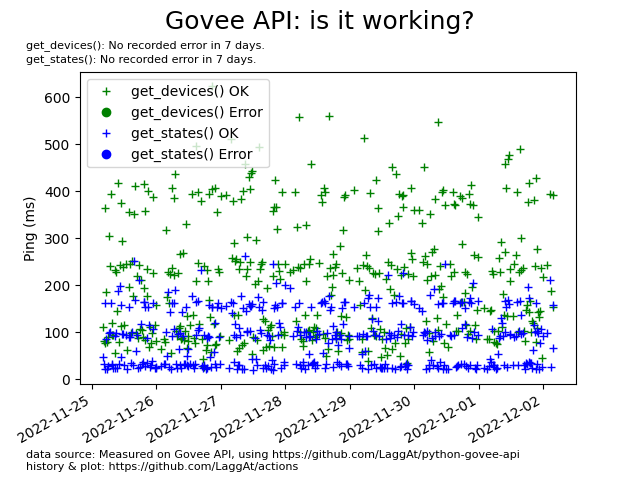 Govee API: is it working?
get_devices(): No recorded error in 7 days.
get_states(): No recorded error in 7 days.
get_devices() OK
get_devices() Error
get_states() OK
get_states() Error
Ping (ms)
600
500
400
300
200
100
0
2022-11-25
2022-11-26
2022-11-27
2022-11-28
2022-11-29
2022-11-30
2022-12-01
2022-12-02
data source: Measured on Govee API, using https://github.com/LaggAt/python-govee-api
history & plot: https://github.com/LaggAt/actions